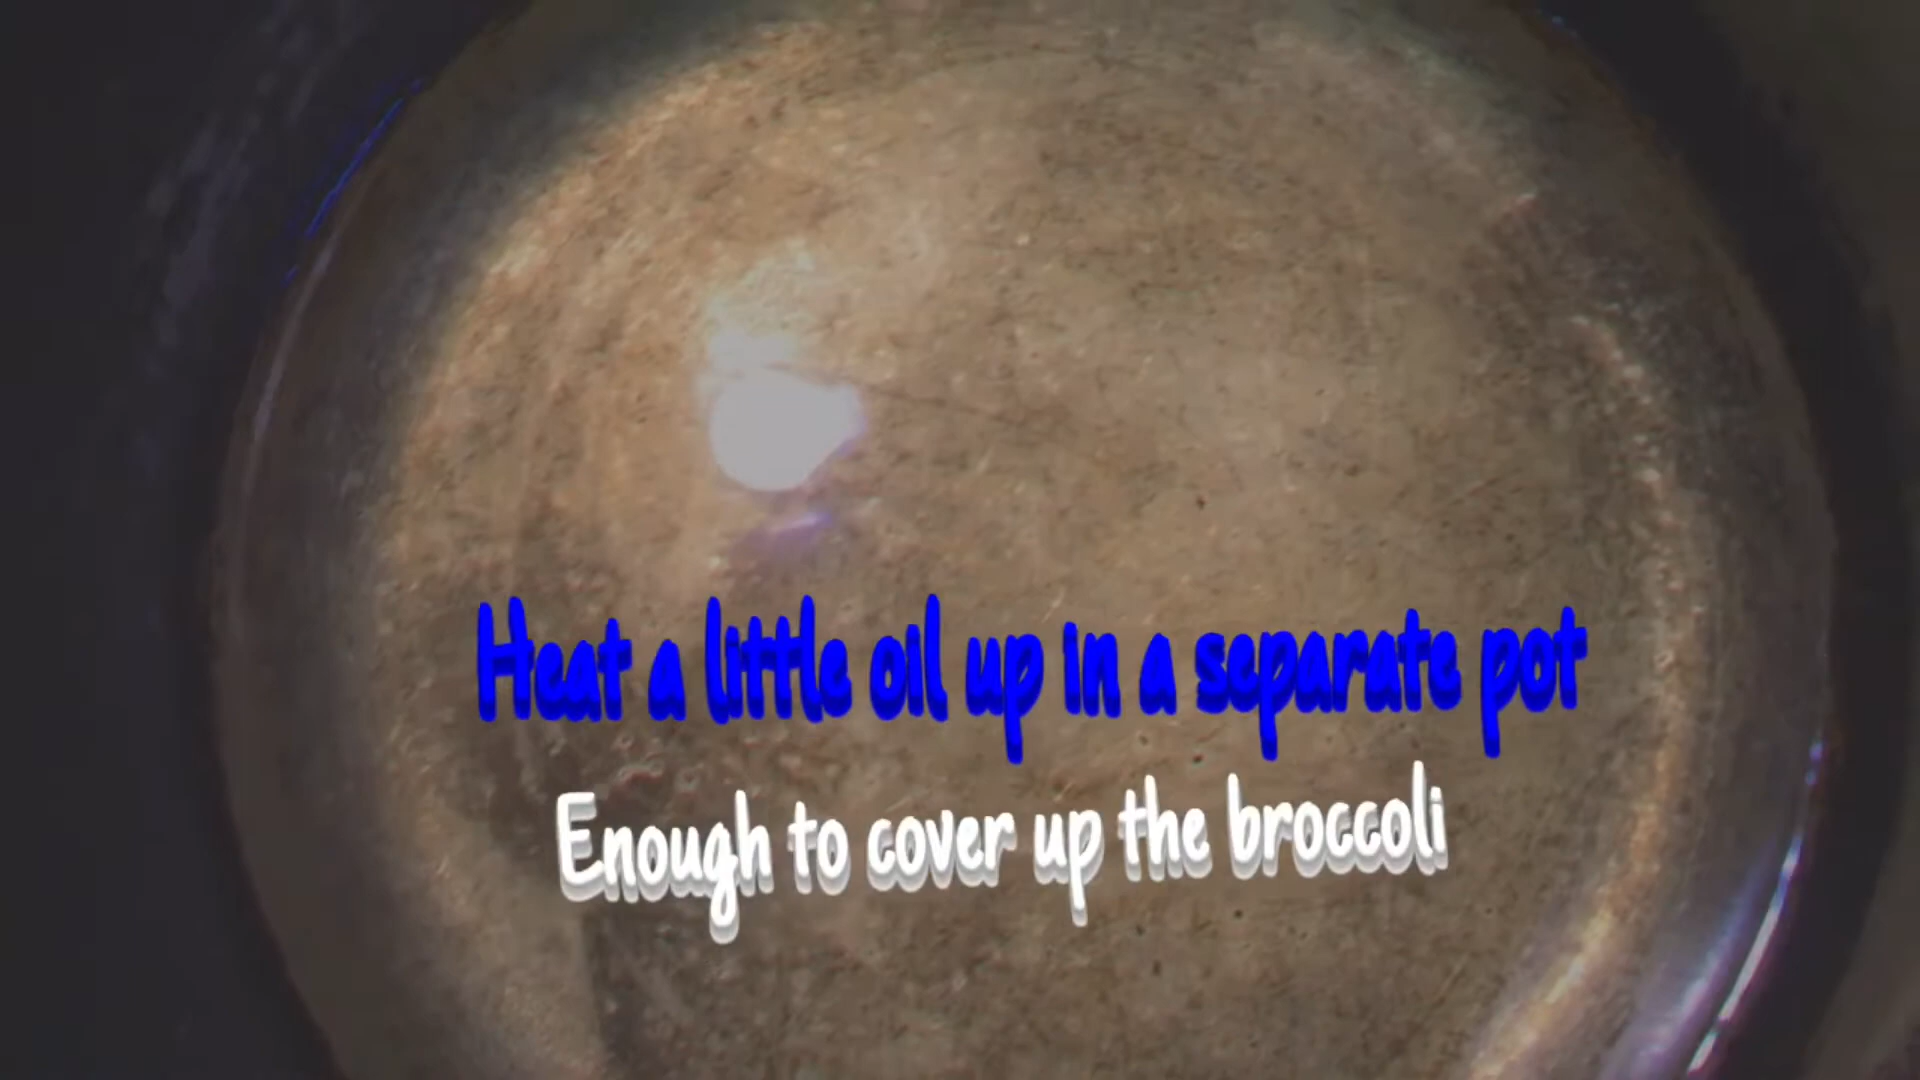 Heat a little oil up in a separate pot
Enough to cover up the broccoli